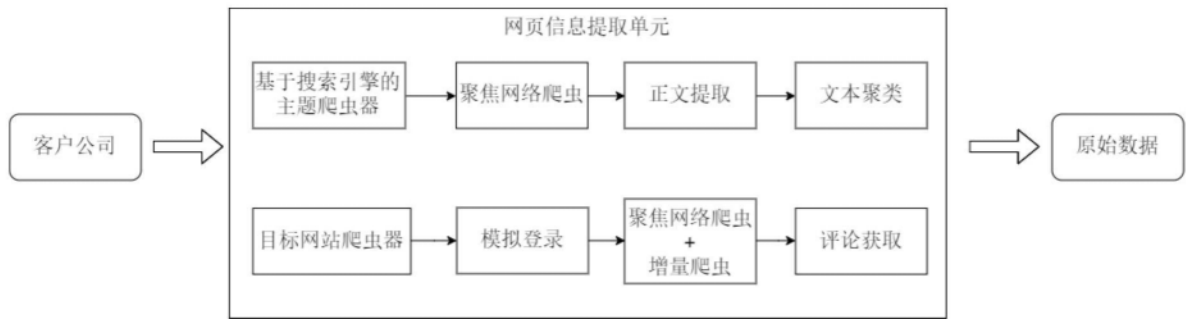 网页信息提取单元
客户公司
基于搜索引擎的
主题爬虫器
聚焦网络爬虫
正文提取
文本聚类
目标网站爬虫器
模拟登录
聚焦网络爬虫
+
增量爬虫
评论获取
原始数据